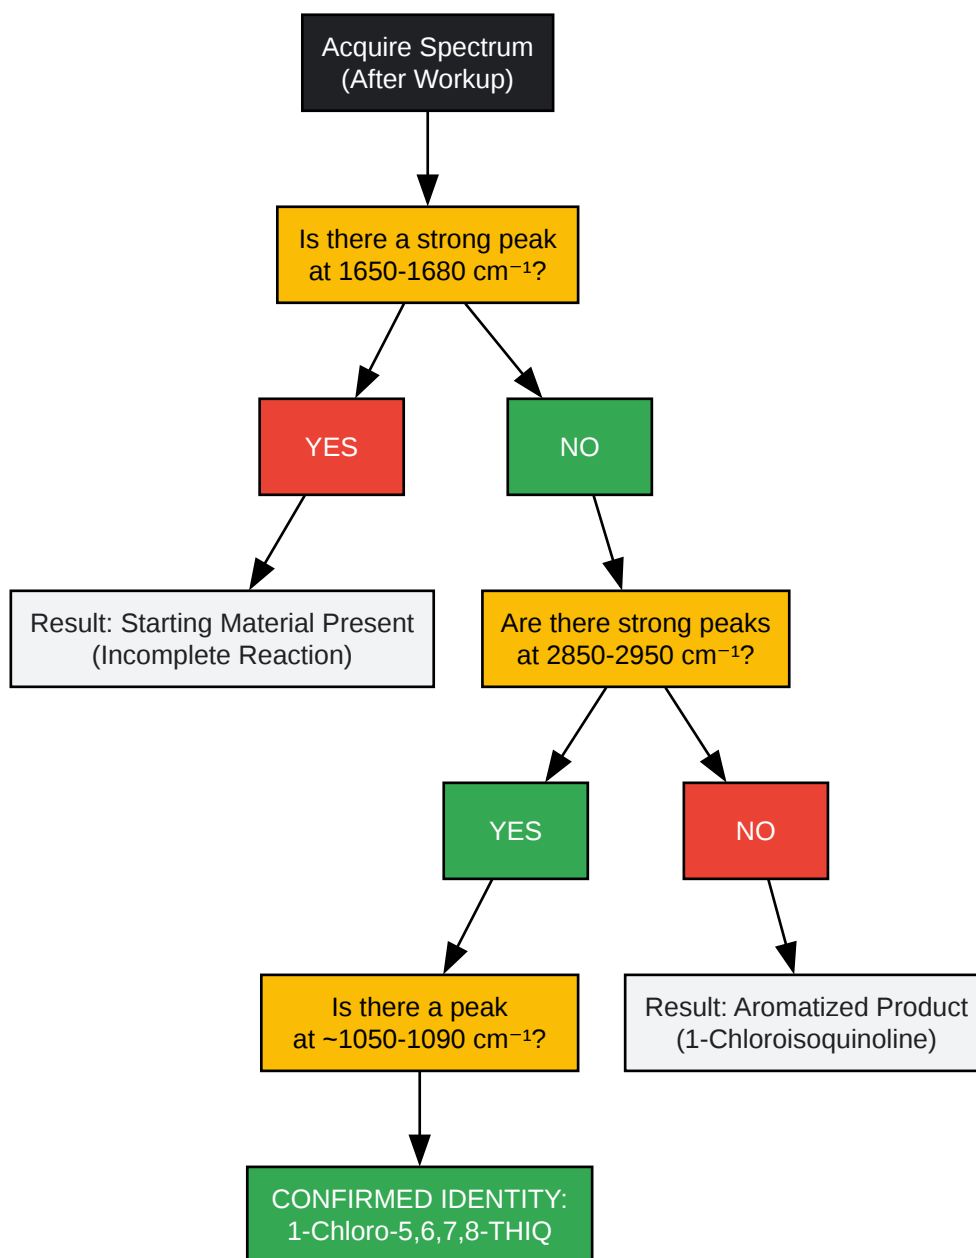 Acquire Spectrum
(After Workup)
Is there a strong peak
at 1650-1680 cm⁻¹?
YES
NO
Result: Starting Material Present
(Incomplete Reaction)
Are there strong peaks
at 2850-2950 cm⁻¹?
YES
NO
Is there a peak
at ~1050-1090 cm⁻¹?
Result: Aromatized Product
(1-Chloroisoquinoline)
CONFIRMED IDENTITY:
1-Chloro-5,6,7,8-THIQ